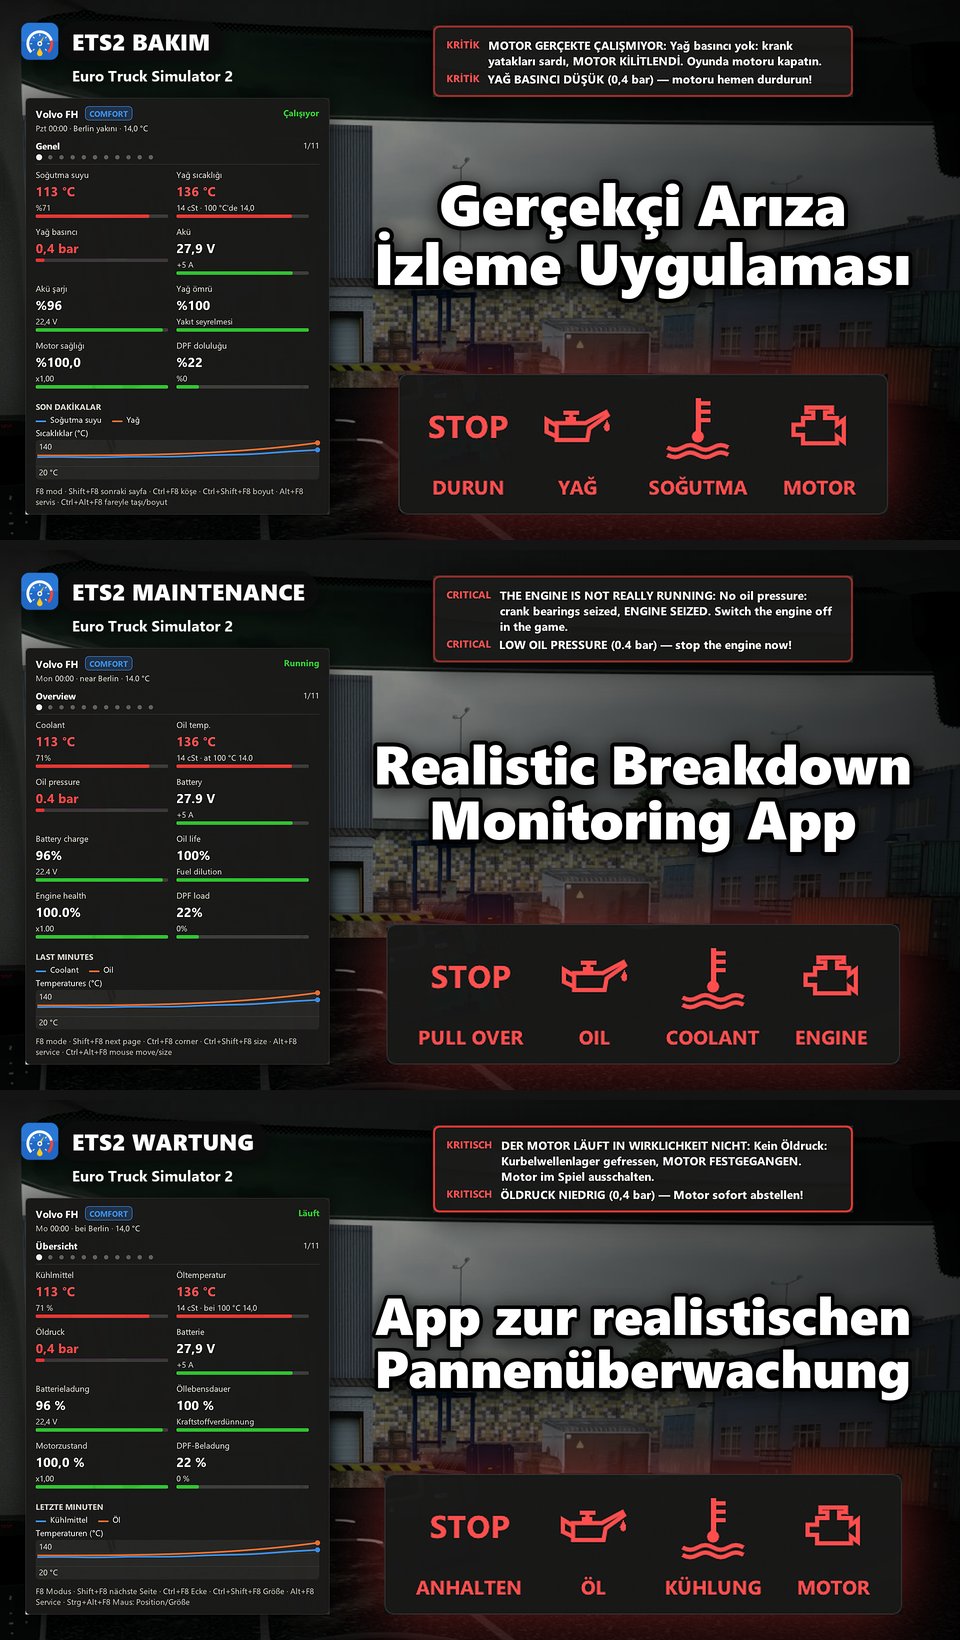 ETS2 BAKIM
Euro Truck Simulator 2
KRİTİK MOTOR GERÇEKTE ÇALIŞMIYOR: Yağ basıncı yok: krank
yatakları sardı, MOTOR KİLİTLENDİ. Oyunda motoru kapatın.
KRİTİK YAĞ BASINCI DÜŞÜK (0,4 bar) — motoru hemen durdurun!
Volvo FH COMFORT Çalışıyor
Pzt 00:00 · Berlin yakını · 14,0 °C
Genel 1/11
Soğutma suyu Yağ sıcaklığı
113 °C 136 °C
%71 14 cSt · 100 °C'de 14,0
Yağ basıncı Akü
0,4 bar 27,9 V
+5 A
Akü şarjı Yağ ömrü
%96 %100
22,4 V Yakıt seyrelmesi
Motor sağlığı DPF doluluğu
%100,0 %22
x1,00 %0
SON DAKİKALAR
Soğutma suyu Yağ
Sıcaklıklar (°C)
140
20 °C
F8 mod · Shift+F8 sonraki sayfa · Ctrl+F8 köşe · Ctrl+Shift+F8 boyut · Alt+F8
servis · Ctrl+Alt+F8 fareyle taşı/boyut
Gerçekçi Arıza
İzleme Uygulaması
STOP
DURUN YAĞ SOĞUTMA MOTOR
ETS2 MAINTENANCE
Euro Truck Simulator 2
CRITICAL THE ENGINE IS NOT REALLY RUNNING: No oil pressure:
crank bearings seized, ENGINE SEIZED. Switch the engine off
in the game.
CRITICAL LOW OIL PRESSURE (0.4 bar) — stop the engine now!
Volvo FH COMFORT Running
Mon 00:00 · near Berlin · 14.0 °C
Overview 1/11
Coolant Oil temp.
113 °C 136 °C
71% 14 cSt · at 100 °C 14.0
Oil pressure Battery
0.4 bar 27.9 V
+5 A
Battery charge Oil life
96% 100%
22.4 V Fuel dilution
Engine health DPF load
100.0% 22%
x1.00 0%
LAST MINUTES
Coolant Oil
Temperatures (°C)
140
20 °C
F8 mode · Shift+F8 next page · Ctrl+F8 corner · Ctrl+Shift+F8 size · Alt+F8
service · Ctrl+Alt+F8 mouse move/size
Realistic Breakdown
Monitoring App
STOP
PULL OVER OIL COOLANT ENGINE
ETS2 WARTUNG
Euro Truck Simulator 2
KRITISCH DER MOTOR LÄUFT IN WIRKLICHKEIT NICHT: Kein Öldruck:
Kurbelwellenlager gefressen, MOTOR FESTGEGANGEN.
Motor im Spiel ausschalten.
KRITISCH ÖLDRUCK NIEDRIG (0,4 bar) — Motor sofort abstellen!
Volvo FH COMFORT Läuft
Mo 00:00 · bei Berlin · 14,0 °C
Übersicht 1/11
Kühlmittel Öltemperatur
113 °C 136 °C
71 % 14 cSt · bei 100 °C 14,0
Öldruck Batterie
0,4 bar 27,9 V
+5 A
Batterieladung Öllebensdauer
96 % 100 %
22,4 V Kraftstoffverdünnung
Motorzustand DPF-Beladung
100,0 % 22 %
x1,00 0 %
LETZTE MINUTEN
Kühlmittel Öl
Temperaturen (°C)
140
20 °C
F8 Modus · Shift+F8 nächste Seite · Ctrl+F8 Ecke · Ctrl+Shift+F8 Größe · Alt+F8
Service · Strg+Alt+F8 Maus: Position/Größe
App zur realistischen
Pannenüberwachung
STOP
ANHALTEN ÖL KÜHLUNG MOTOR